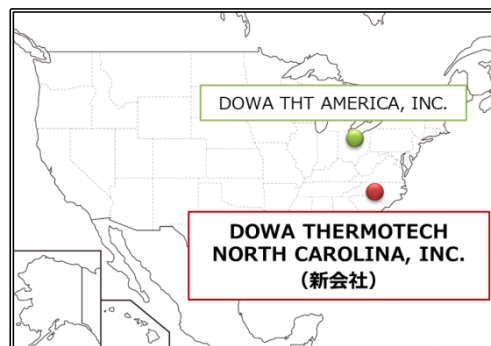 DOWA THT AMERICA, INC.
DOWA THERMOTECH
NORTH CAROLINA, INC.
（新会社）